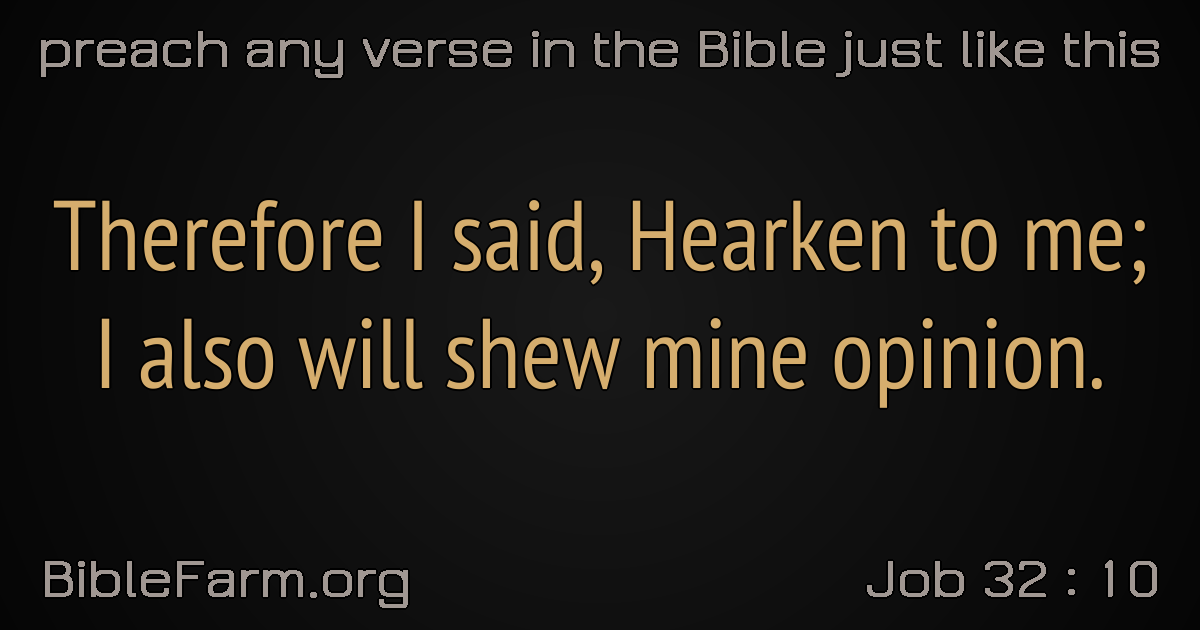 preach any verse in the Bible just like this
Therefore I said, Hearken to me;
I also will shew mine opinion.
BibleFarm.org
Job 32 : 10